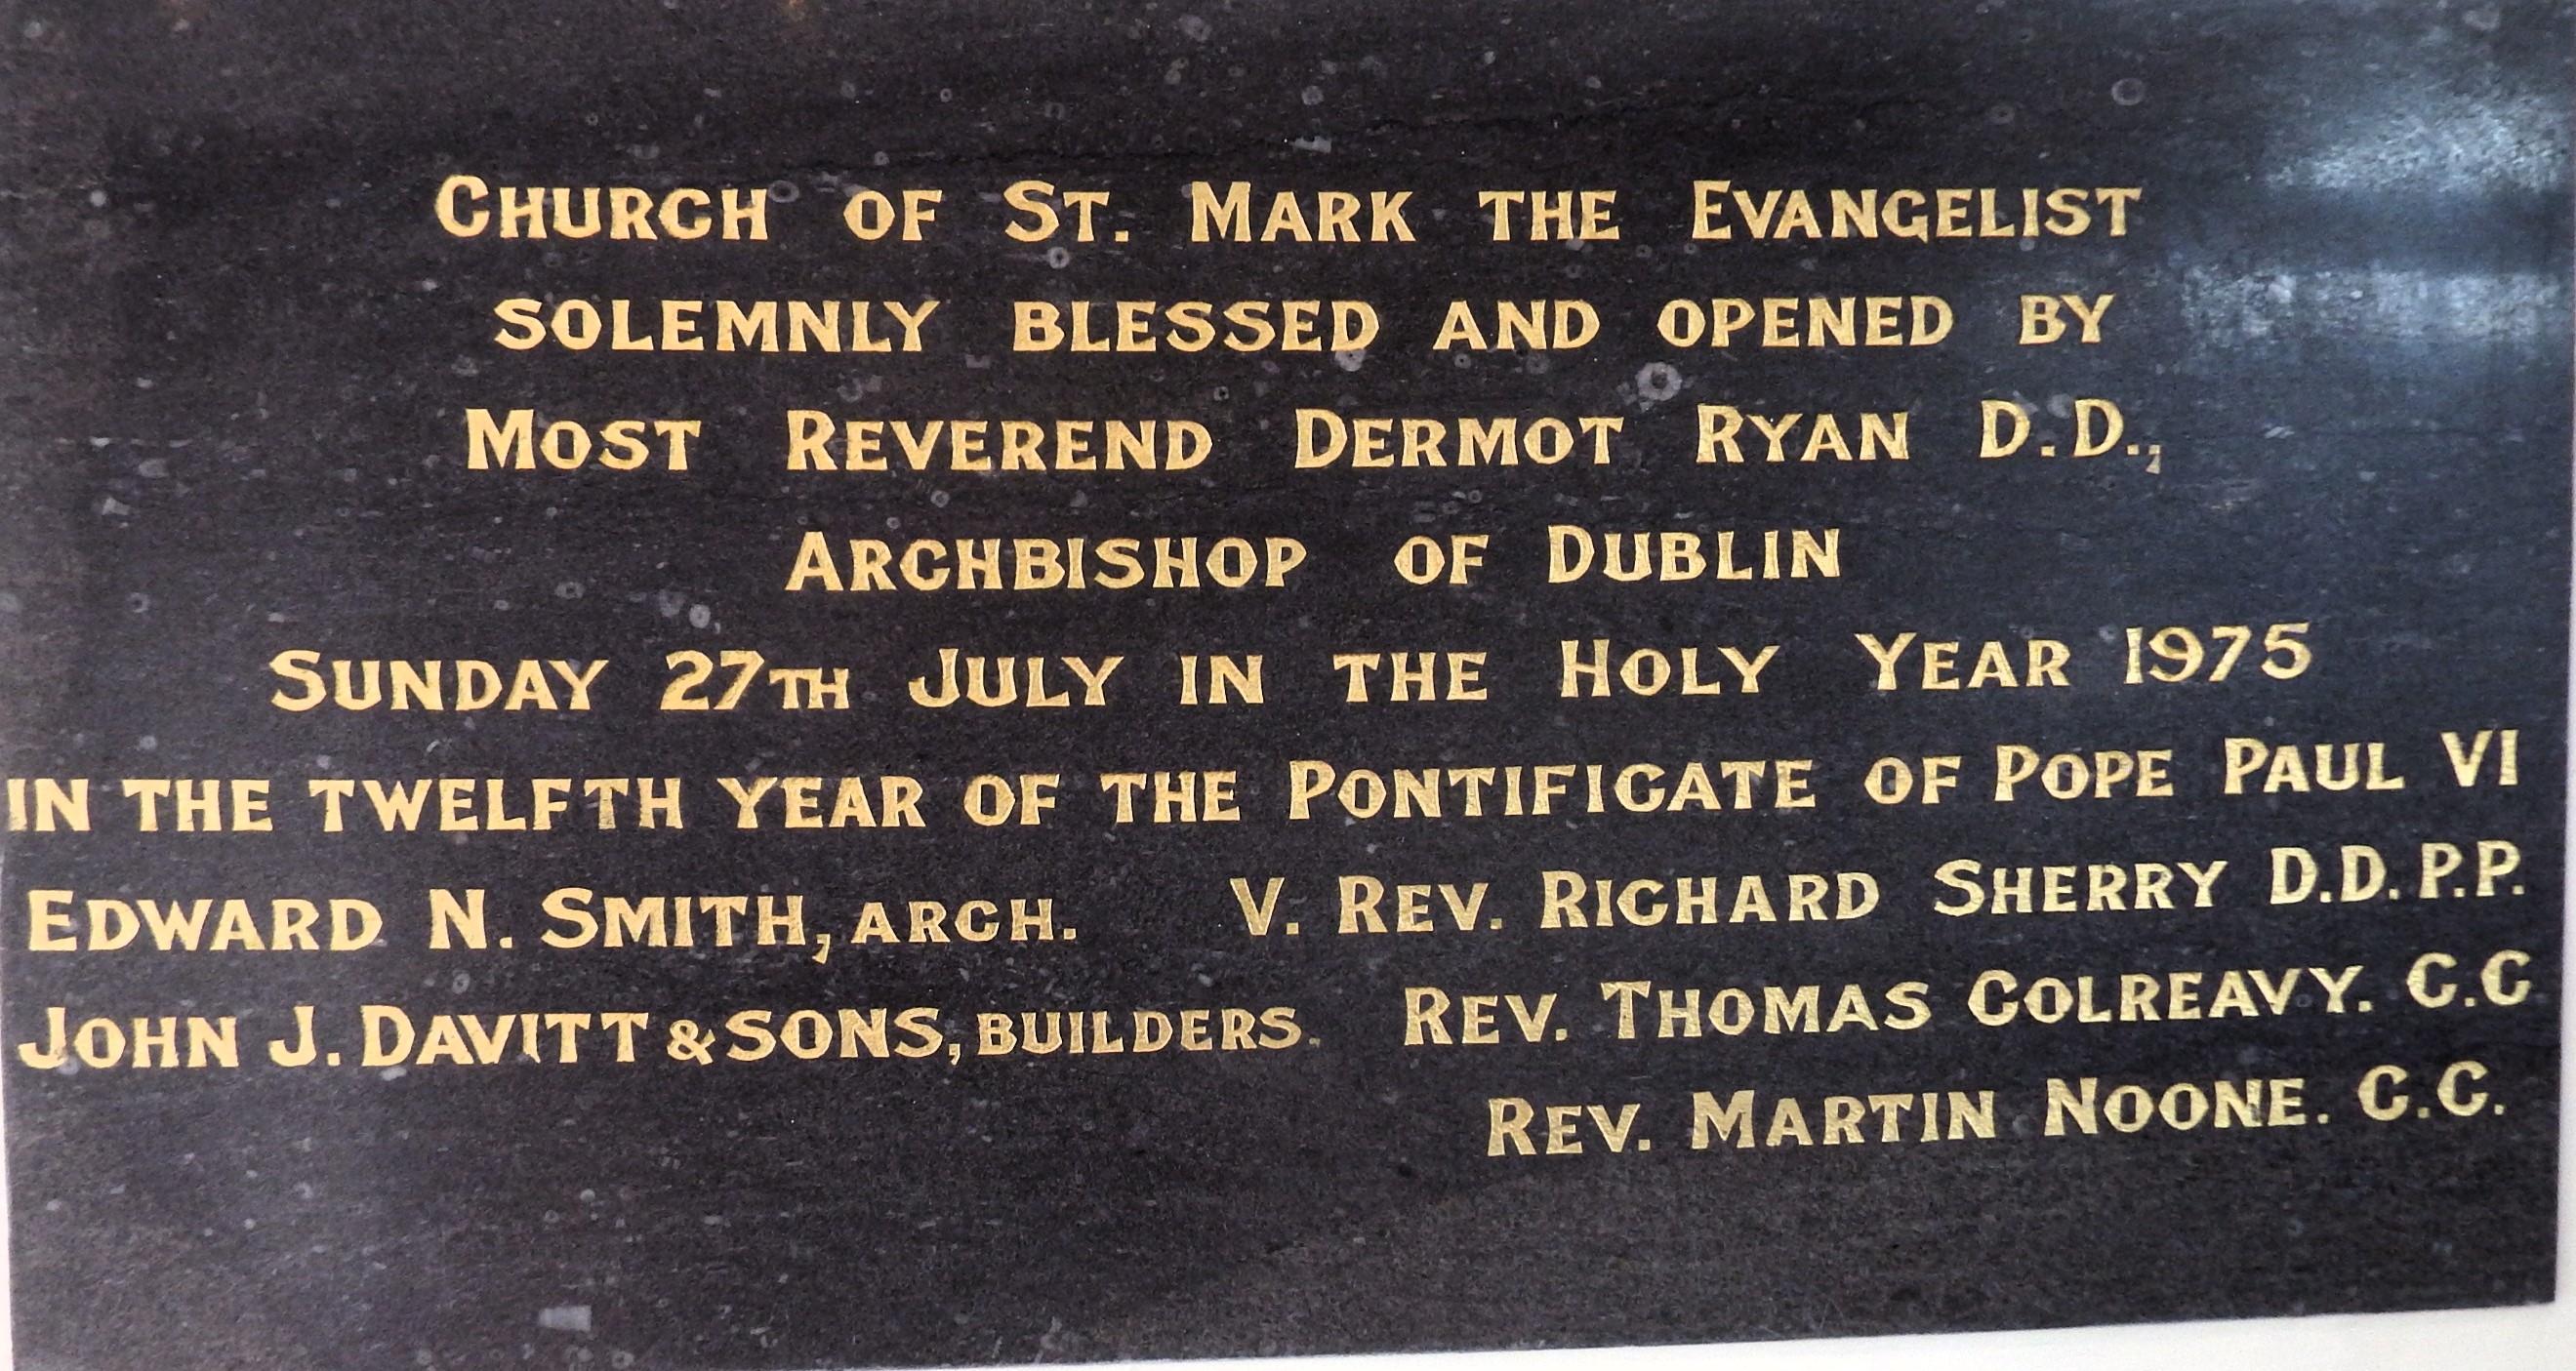 CHURCH OF ST. MARK THE EVANGELIST
SOLEMNLY BLESSED AND OPENED BY
MOST REVEREND DERMOT RYAN D.D.,
ARCHBISHOP OF DUBLIN
SUNDAY 27TH JULY IN THE HOLY YEAR 1975
IN THE TWELFTH YEAR OF THE PONTIFICATE OF POPE PAUL VI
EDWARD N. SMITH, ARCH. V. REV. RICHARD SHERRY D.D. P.P.
JOHN J. DAVITT & SONS, BUILDERS. REV. THOMAS COLREAVY. C.C
REV. MARTIN NOONE. C.C.